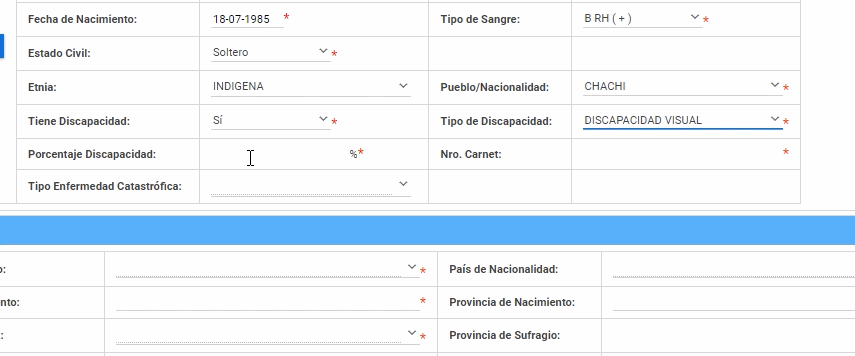 Fecha de Nacimiento: 18-07-1985 * Tipo de Sangre: B RH ( + ) *
Estado Civil: Soltero *
Etnia: INDIGENA Pueblo/Nacionalidad: CHACHI *
Tiene Discapacidad: Sí * Tipo de Discapacidad: DISCAPACIDAD VISUAL *
Porcentaje Discapacidad: %* Nro. Carnet: *
Tipo Enfermedad Catastrófica:
o: * País de Nacionalidad:
nto: * Provincia de Nacimiento:
: * Provincia de Sufragio: